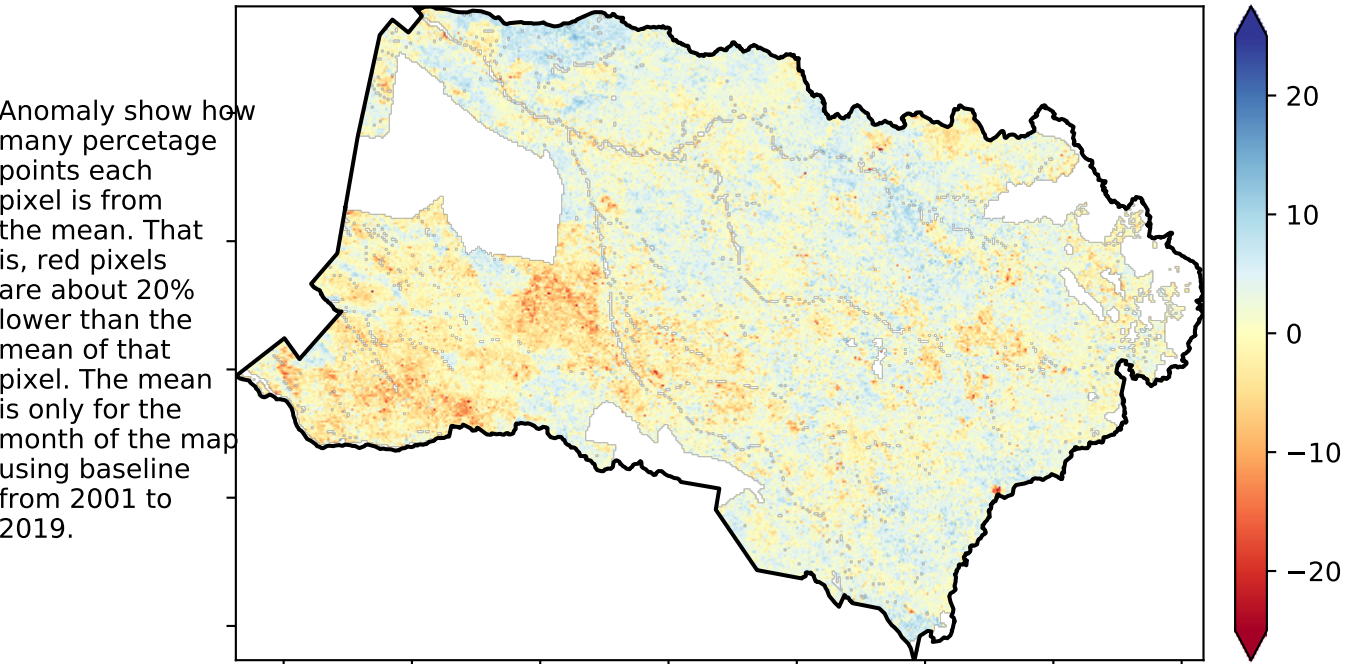 Anomaly show how
many percetage
points each
pixel is from
the mean. That
is, red pixels
are about 20%
lower than the
mean of that
pixel. The mean
is only for the
month of the map
using baseline
from 2001 to
2019.
20
10
0
−10
−20